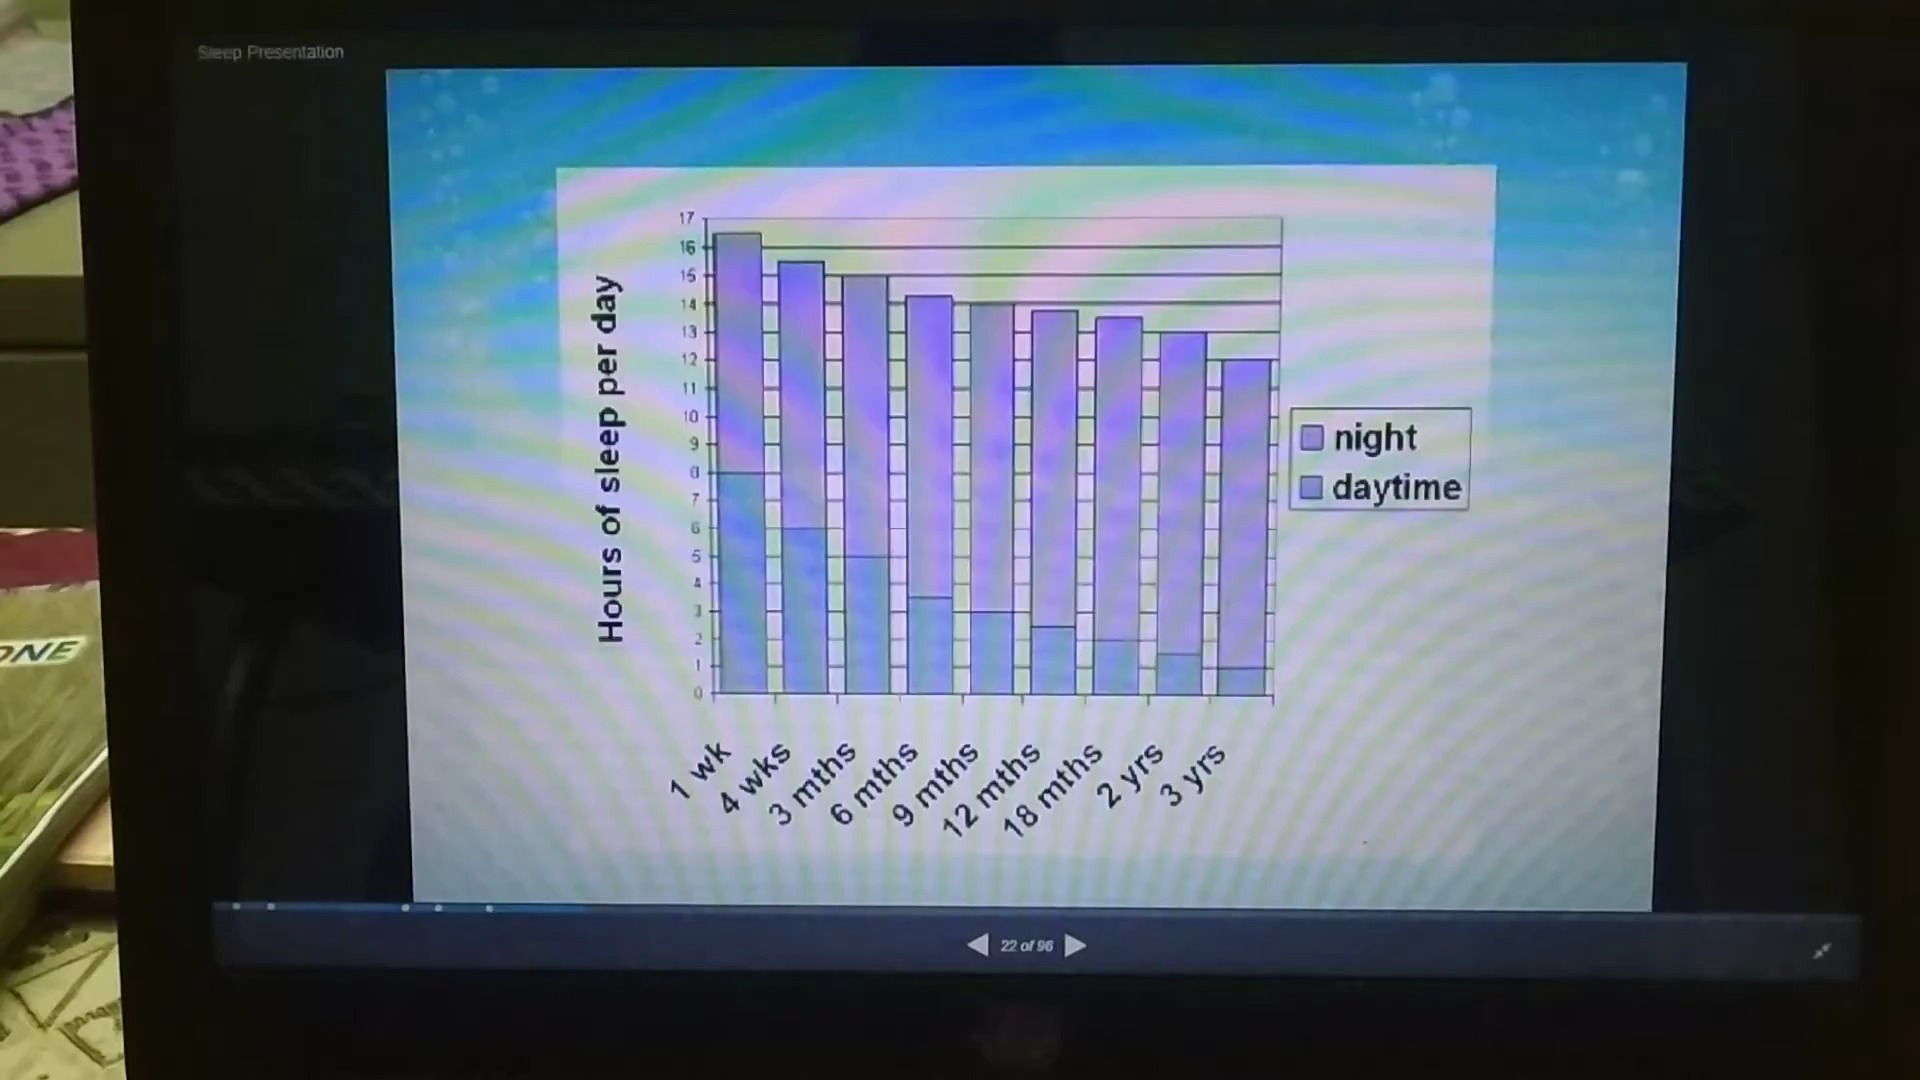 Sleep Presentation
Hours of sleep per day
17
16
15
14
13
12
11
10
9
8
7
6
5
4
3
2
1
0
1 wk
4 wks
3 mths
6 mths
9 mths
12 mths
18 mths
2 yrs
3 yrs
night
daytime
22 of 96
ONE